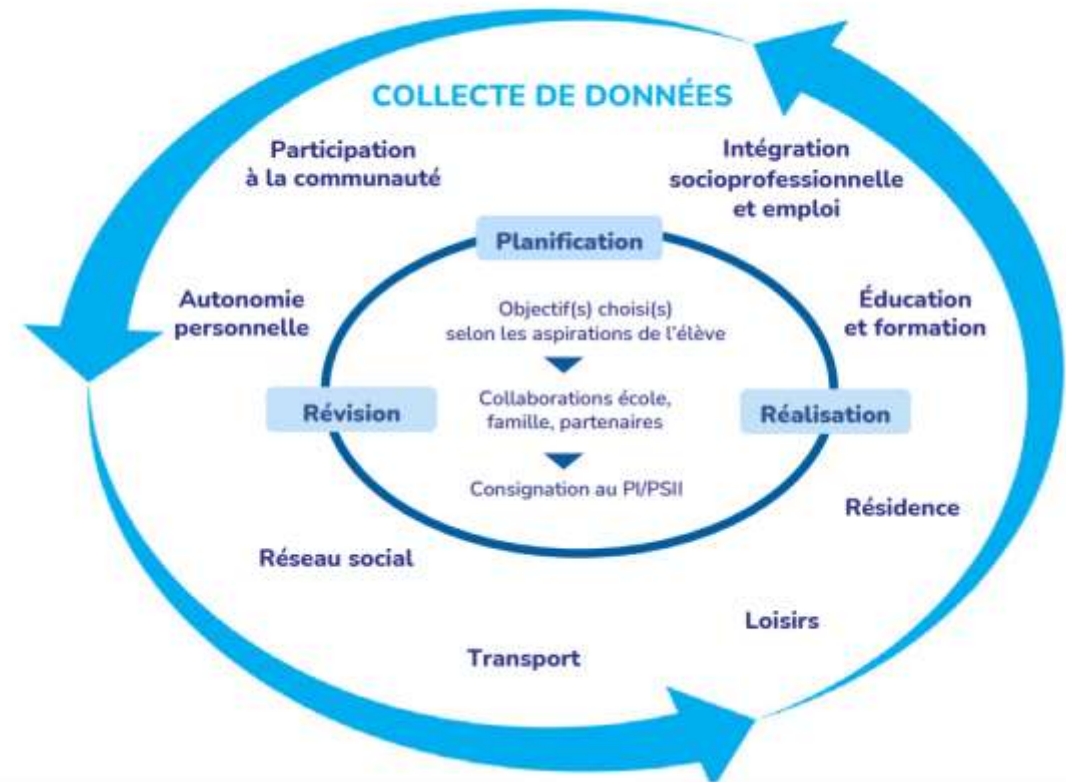 COLLECTE DE DONNÉES
Participation
à la communauté
Intégration
socioprofessionnelle
et emploi
Planification
Autonomie
personnelle
Objectif(s) choisi(s)
selon les aspirations de l'élève
Éducation
et formation
Révision
Collaborations école,
famille, partenaires
Réalisation
Consignation au PI/PSII
Résidence
Réseau social
Loisirs
Transport